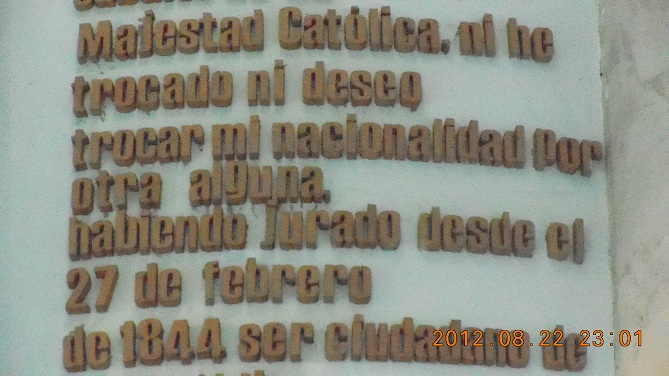 Majestad Católica, ni he
trocado ni deseo
trocar mi nacionalidad por
otra alguna,
habiendo jurado desde el
27 de febrero
de 1844 ser ciudadano de
2012.08.22 23:01